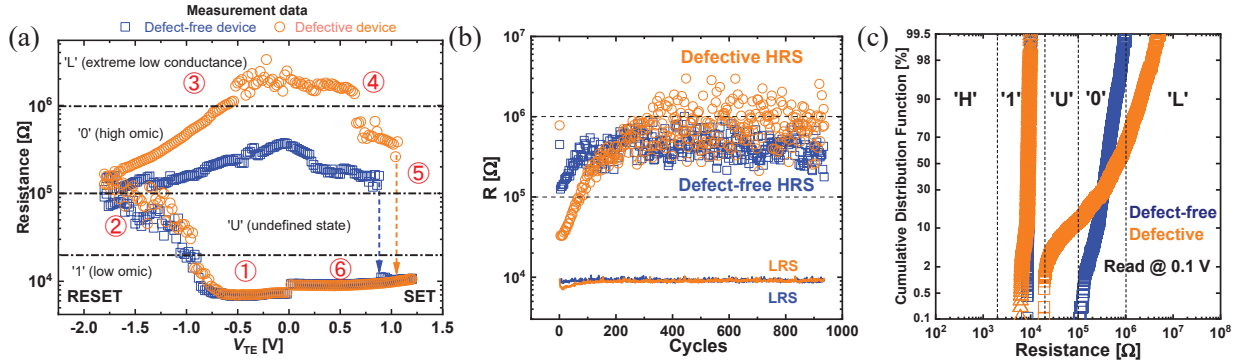 Measurement data
Defect-free device
Defective device
(a)
Resistance [Ω]
10⁶
10⁵
10⁴
'L' (extreme low conductance)
③
④
'0' (high omic)
⑤
②
'U' (undefined state)
'1' (low omic)
①
⑥
RESET
SET
-2.0
-1.5
-1.0
-0.5
0.0
0.5
1.0
1.5
V_TE [V]
(b)
R [Ω]
10⁷
10⁶
10⁵
10⁴
Defective HRS
Defect-free HRS
LRS
LRS
0
200
400
600
800
1000
Cycles
(c)
Cumulative Distribution Function [%]
99.5
98
90
70
50
30
10
2
0.5
0.1
'H'
'1'
'U'
'0'
'L'
Defect-free
Defective
Read @ 0.1 V
10²
10³
10⁴
10⁵
10⁶
10⁷
10⁸
Resistance [Ω]